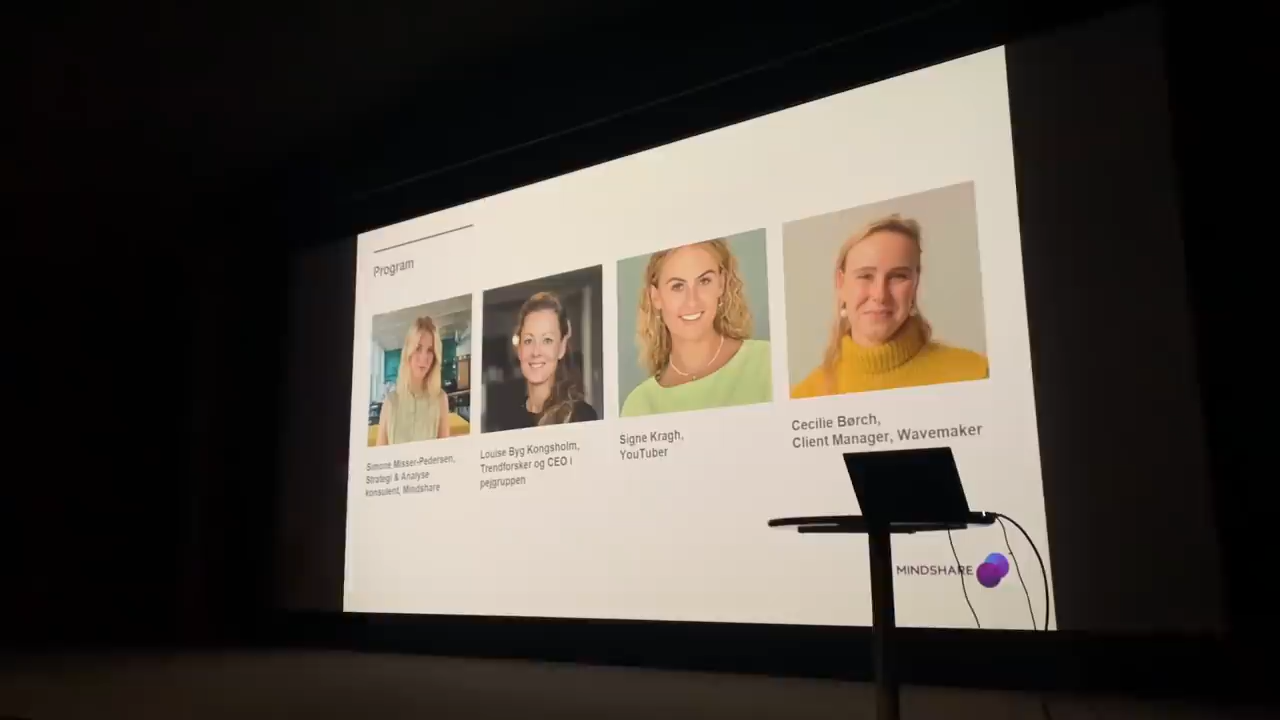 Program
Simone Misser-Pedersen,
Strategi & Analyse
konsulent, Mindshare
Louise Byg Kongsholm,
Trendforsker og CEO i
pejgruppen
Signe Kragh,
YouTuber
Cecilie Børch,
Client Manager, Wavemaker
MINDSHARE